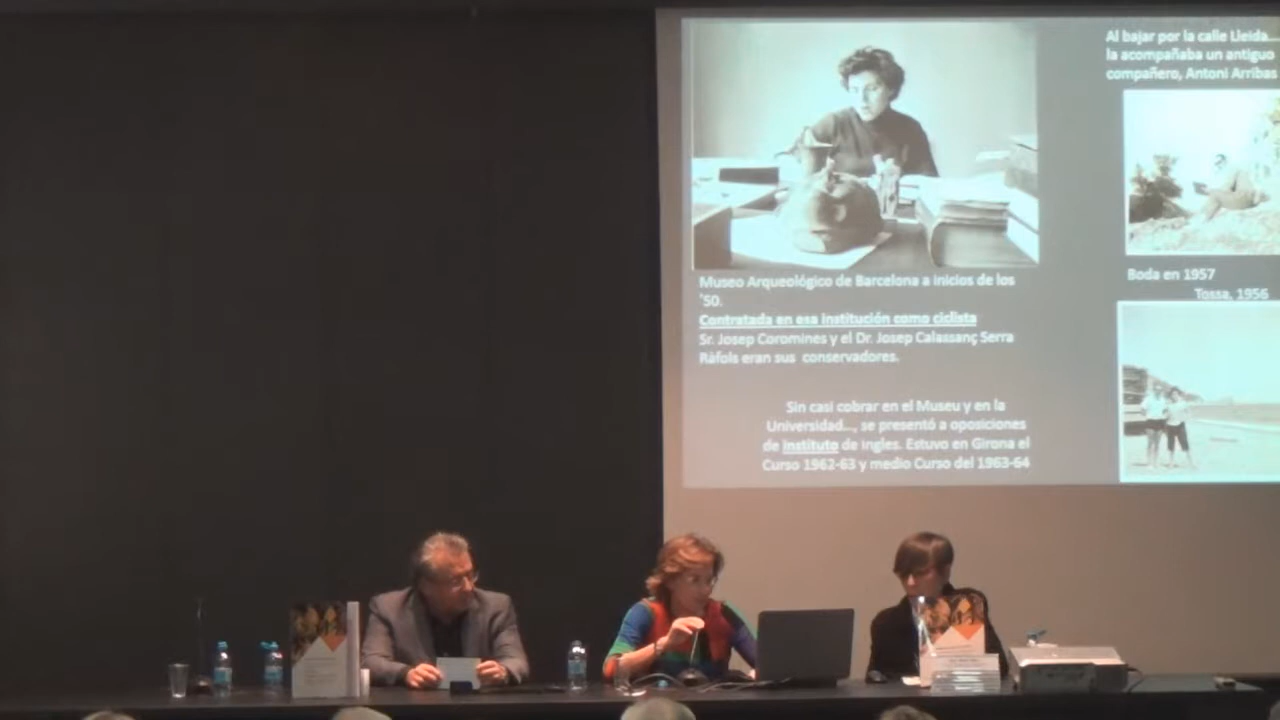 Al bajar por la calle Lleida
la acompañaba un antiguo
compañero, Antoni Arribas
Museo Arqueológico de Barcelona a inicios de los
'50.
Contratada en esa institución como ciclista
Sr. Josep Coromines y el Dr. Josep Calassanç Serra
Ràfols eran sus conservadores.
Boda en 1957
Tossa, 1956
Sin casi cobrar en el Museu y en la
Universidad..., se presentó a oposiciones
de instituto de ingles. Estuvo en Girona el
Curso 1962-63 y medio Curso del 1963-64